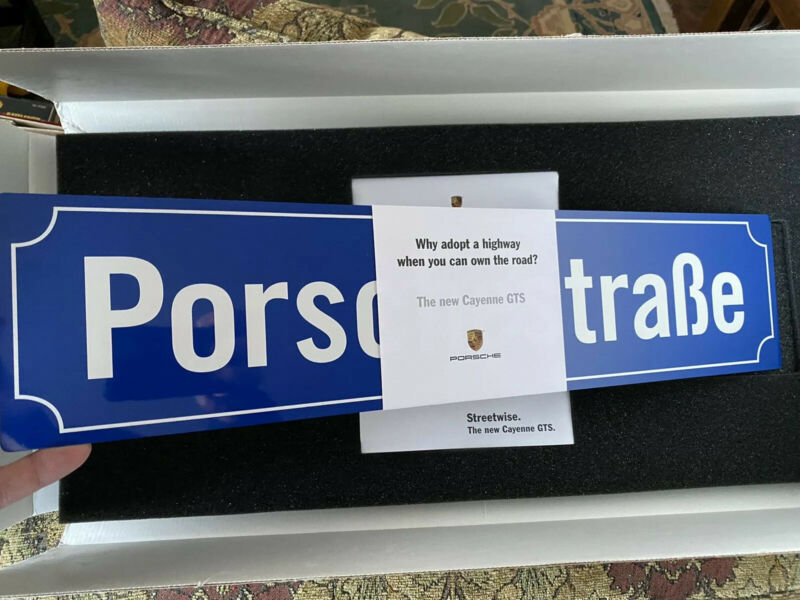 Porsc
traße
Why adopt a highway
when you can own the road?
The new Cayenne GTS
PORSCHE
Streetwise.
The new Cayenne GTS.